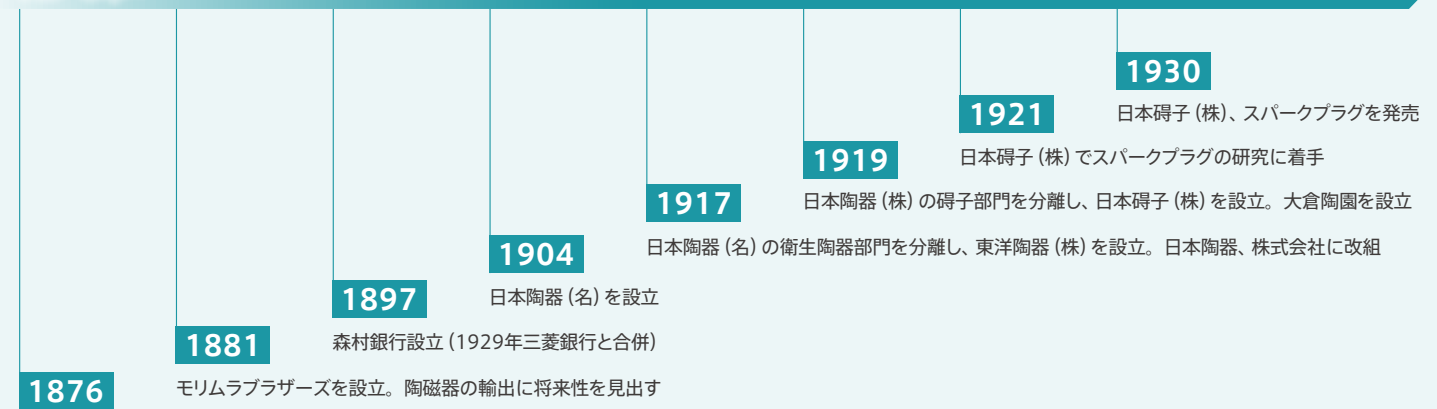 1930
日本碍子（株）、スパークプラグを発売
1921
日本碍子（株）でスパークプラグの研究に着手
1919
日本陶器（株）の碍子部門を分離し、日本碍子（株）を設立。大倉陶園を設立
1917
日本陶器（名）の衛生陶器部門を分離し、東洋陶器（株）を設立。日本陶器、株式会社に改組
1904
日本陶器（名）を設立
1897
森村銀行設立（1929年三菱銀行と合併）
1881
モリムラブラザーズを設立。陶磁器の輸出に将来性を見出す
1876